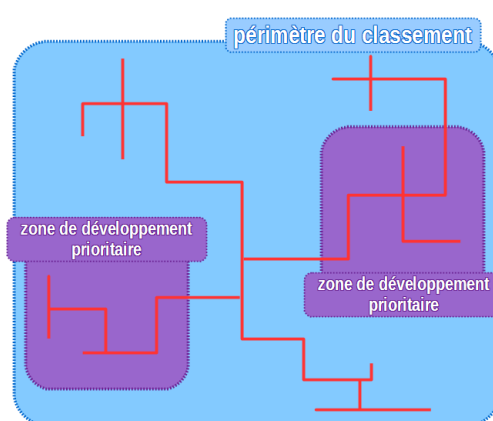 périmètre du classement
zone de développement
prioritaire
zone de développement
prioritaire